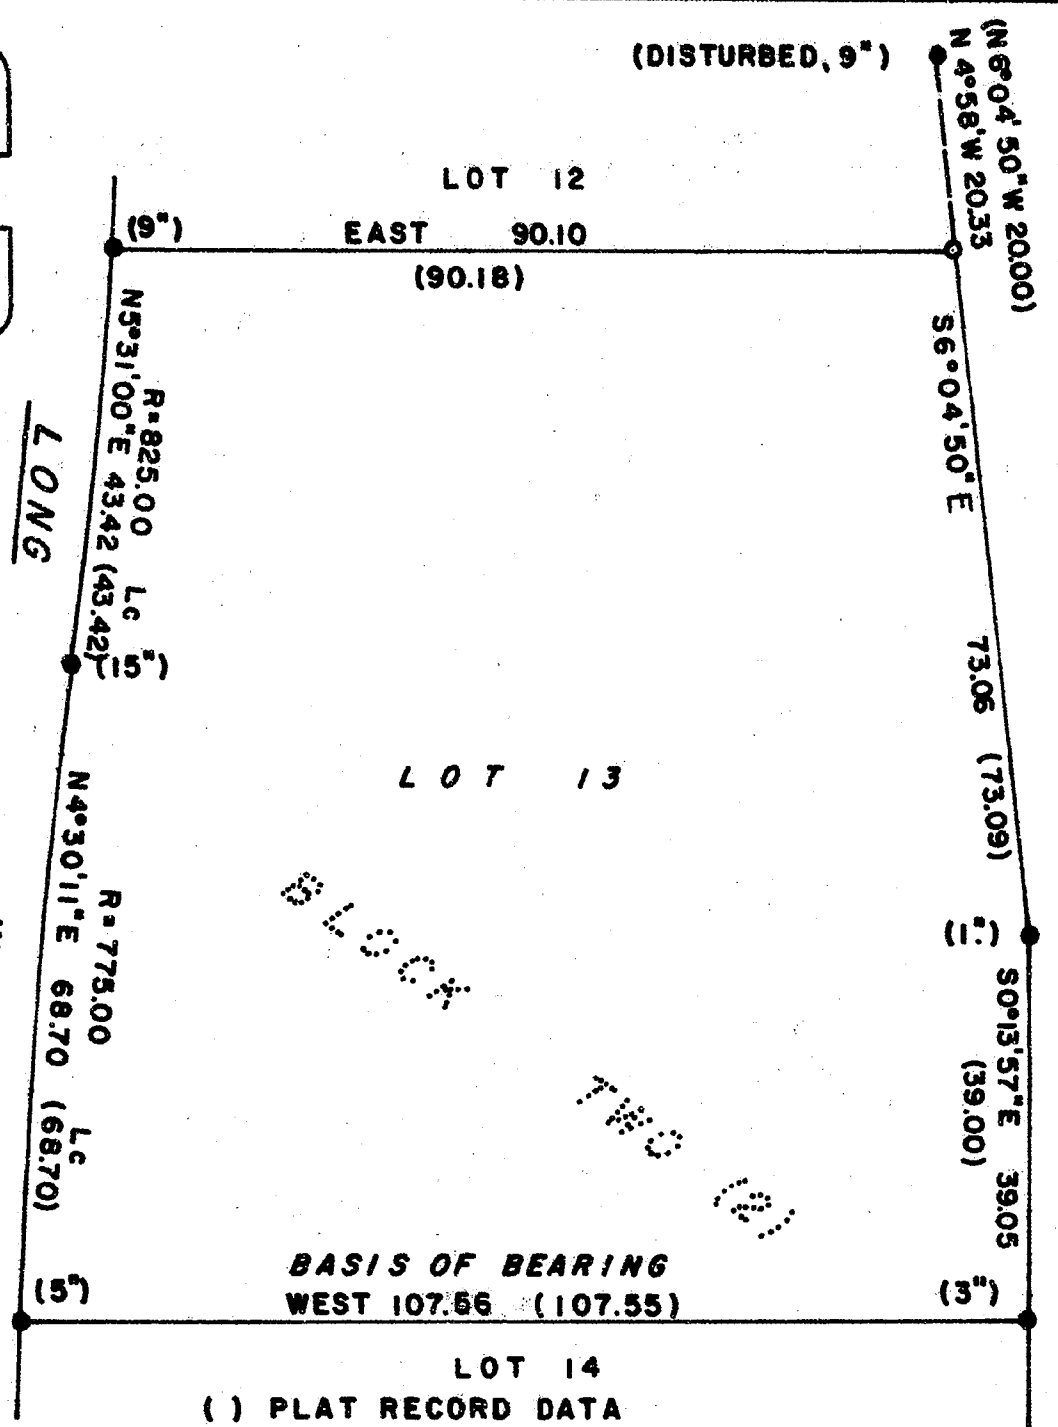 (DISTURBED, 9")
(N 6°04'50"W 20.00)
N 4°58'W 20.33
LOT 12
(9")
EAST 90.10
(90.18)
R=825.00 Lc
N5°31'00"E 43.42 (43.42)
S6°04'50"E 73.06 (73.09)
LONG
(15")
LOT 13
R=775.00 Lc
N4°30'11"E 68.70 (68.70)
BLOCK TWO (2)
S0°13'57"E 39.05
(39.00)
BASIS OF BEARING
(5")
WEST (107.55)
(3")
LOT 14
( ) PLAT RECORD DATA